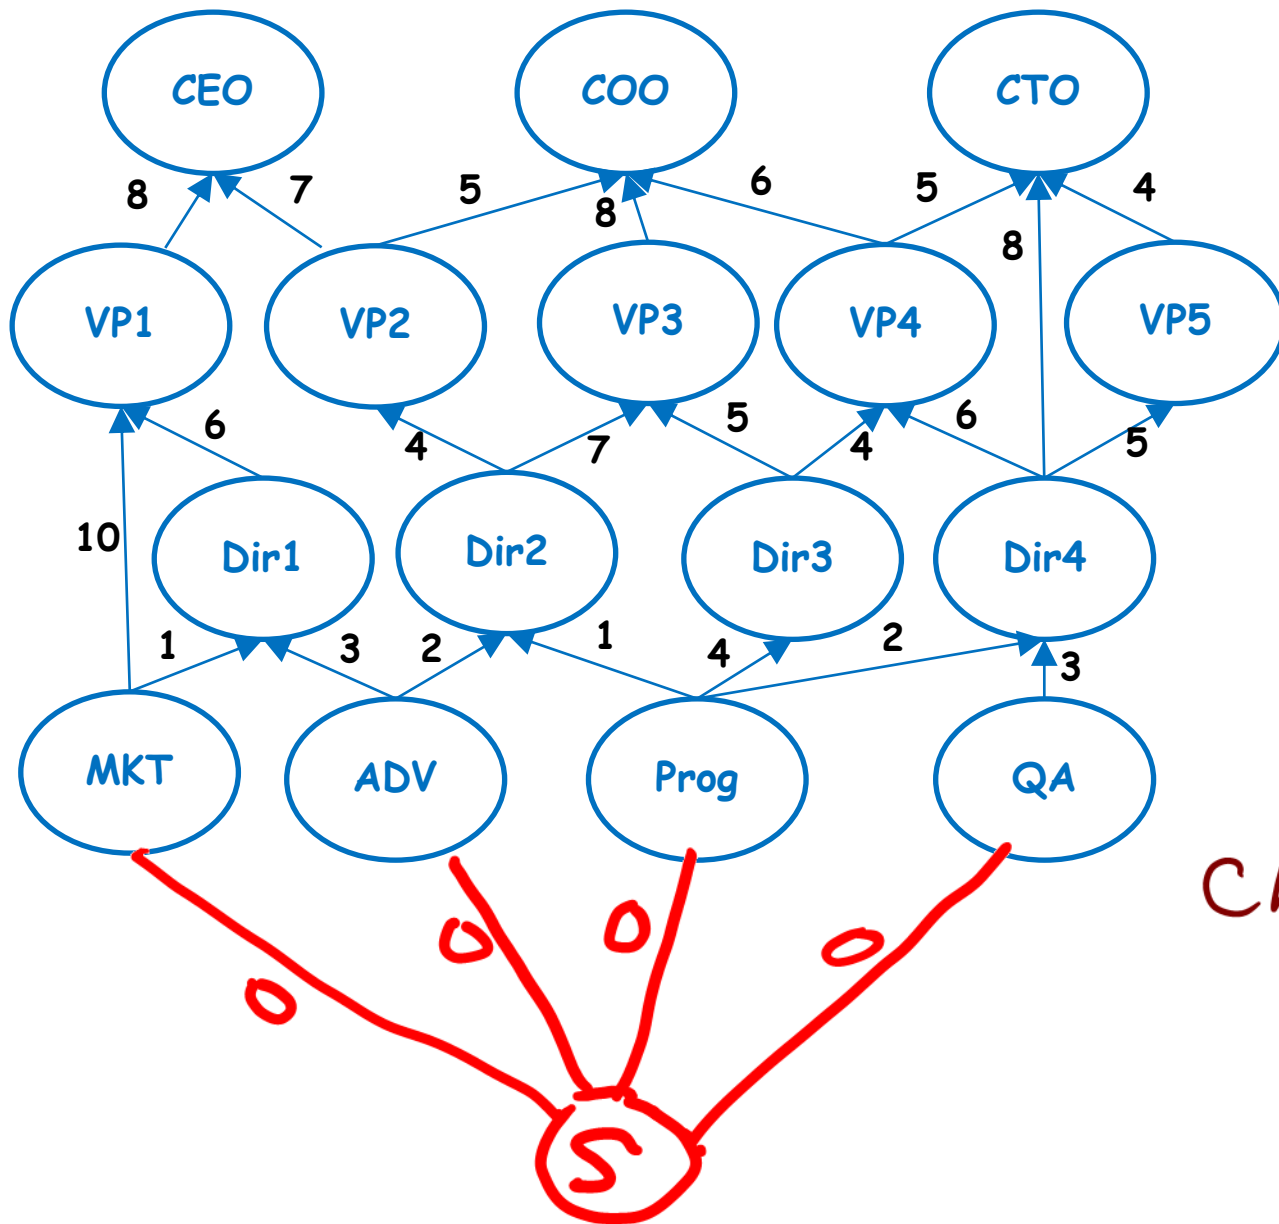 CEO COO CTO
8 7 5 8 6 5 8 4
VP1 VP2 VP3 VP4 VP5
6 4 7 5 4 6 5
10
Dir1 Dir2 Dir3 Dir4
1 3 2 1 4 2 3
MKT ADV Prog QA
0 0 0 0
S